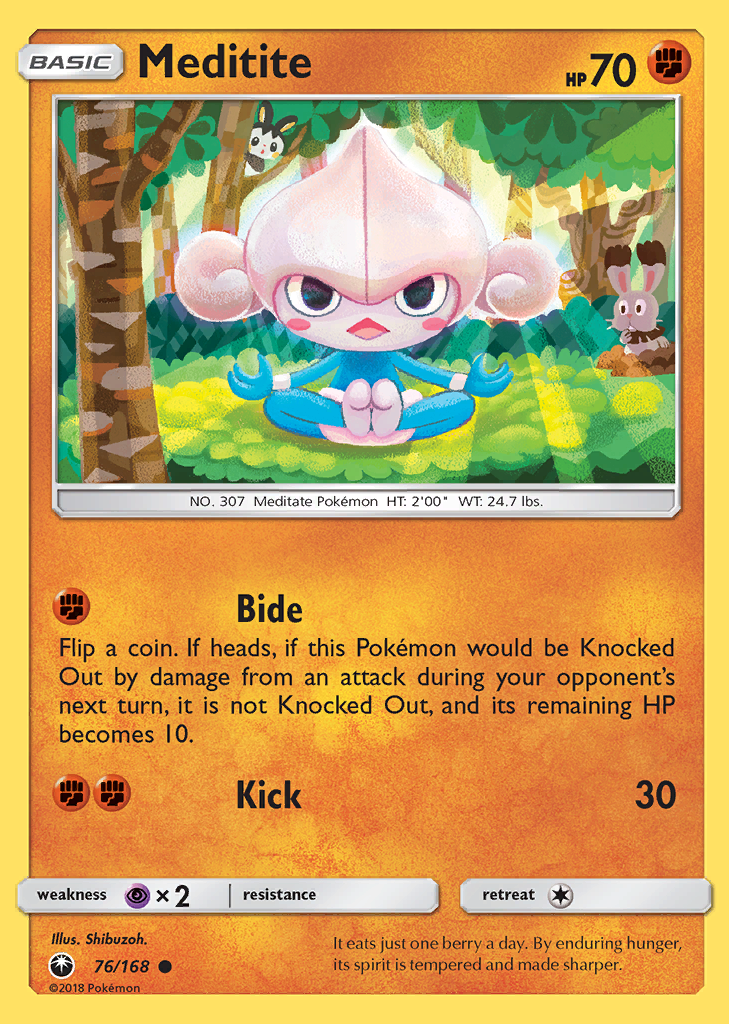 BASIC Meditite HP 70
NO. 307 Meditate Pokémon HT: 2'00" WT: 24.7 lbs.
Bide
Flip a coin. If heads, if this Pokémon would be Knocked
Out by damage from an attack during your opponent's
next turn, it is not Knocked Out, and its remaining HP
becomes 10.
Kick 30
weakness ×2 resistance retreat
Illus. Shibuzoh.
76/168
©2018 Pokémon
It eats just one berry a day. By enduring hunger,
its spirit is tempered and made sharper.